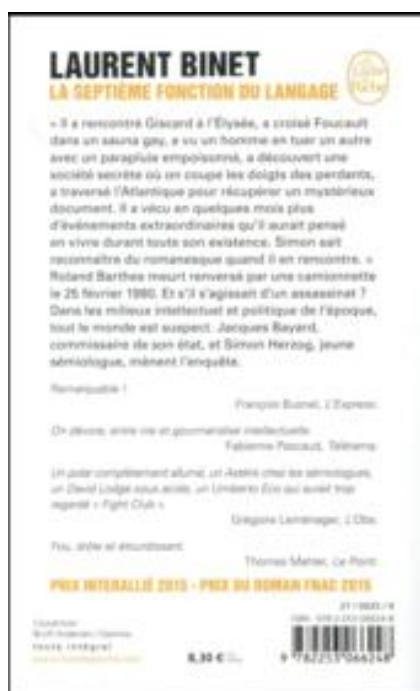 LAURENT BINET
LA SEPTIÈME FONCTION DU LANGAGE
« Il a rencontré Giscard à l'Élysée, a croisé Foucault
dans un sauna gay, a vu un homme en tuer un autre
avec un parapluie empoisonné, a découvert une
société secrète où on coupe les doigts des perdants,
a traversé l'Atlantique pour récupérer un mystérieux
document. Il a vécu en quelques mois plus
d'événements extraordinaires qu'il aurait pensé
en vivre durant toute son existence. Simon sait
reconnaître du romanesque quand il en rencontre. »
Roland Barthes meurt renversé par une camionnette
le 25 février 1980. Et s'il s'agissait d'un assassinat ?
Dans les milieux intellectuel et politique de l'époque,
tout le monde est suspect. Jacques Bayard,
commissaire de son état, et Simon Herzog, jeune
sémiologue, mènent l'enquête.
Remarquable !
François Busnel, L'Express.
On dévore, entre rire et gourmandise intellectuelle.
Fabienne Pascaud, Télérama.
Un polar complètement allumé, un Astérix chez les sémiologues,
un David Lodge sous acide, un Umberto Eco qui aurait trop
regardé « Fight Club ».
Grégoire Leménager, L'Obs.
Fou, drôle et étourdissant.
Thomas Mahler, Le Point.
PRIX INTERALLIÉ 2015 - PRIX DU ROMAN FNAC 2015
Couverture :
texte intégral
8,30 €
9 782253 066248